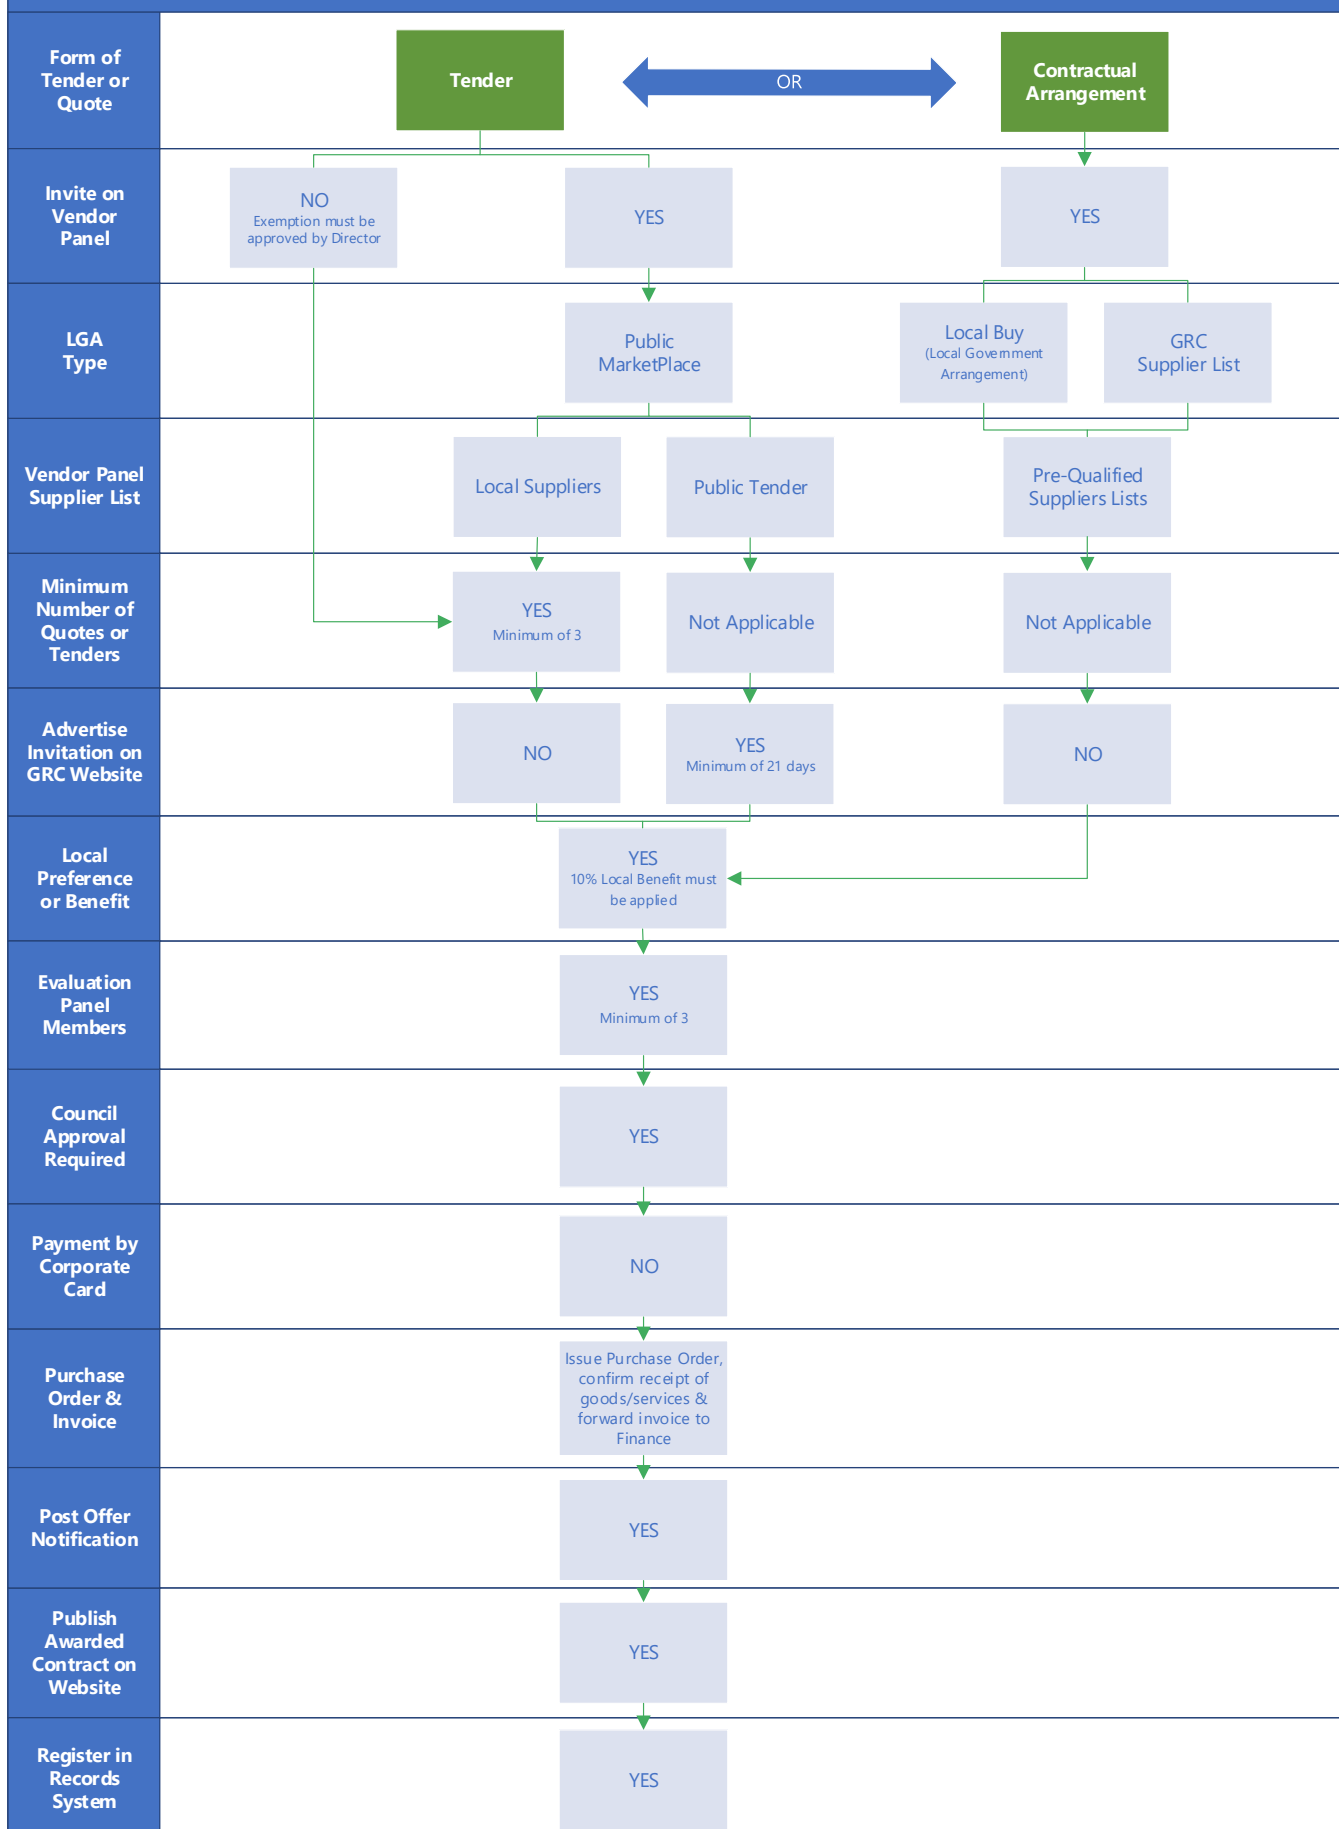 Form of
Tender or
Quote
Tender
OR
Contractual
Arrangement
Invite on
Vendor
Panel
NO
Exemption must be
approved by Director
YES
YES
LGA
Type
Public
MarketPlace
Local Buy
(Local Government
Arrangement)
GRC
Supplier List
Vendor Panel
Supplier List
Local Suppliers
Public Tender
Pre-Qualified
Suppliers Lists
Minimum
Number of
Quotes or
Tenders
YES
Minimum of 3
Not Applicable
Not Applicable
Advertise
Invitation on
GRC Website
NO
YES
Minimum of 21 days
NO
Local
Preference
or Benefit
YES
10% Local Benefit must
be applied
Evaluation
Panel
Members
YES
Minimum of 3
Council
Approval
Required
YES
Payment by
Corporate
Card
NO
Purchase
Order &
Invoice
Issue Purchase Order,
confirm receipt of
goods/services &
forward invoice to
Finance
Post Offer
Notification
YES
Publish
Awarded
Contract on
Website
YES
Register in
Records
System
YES